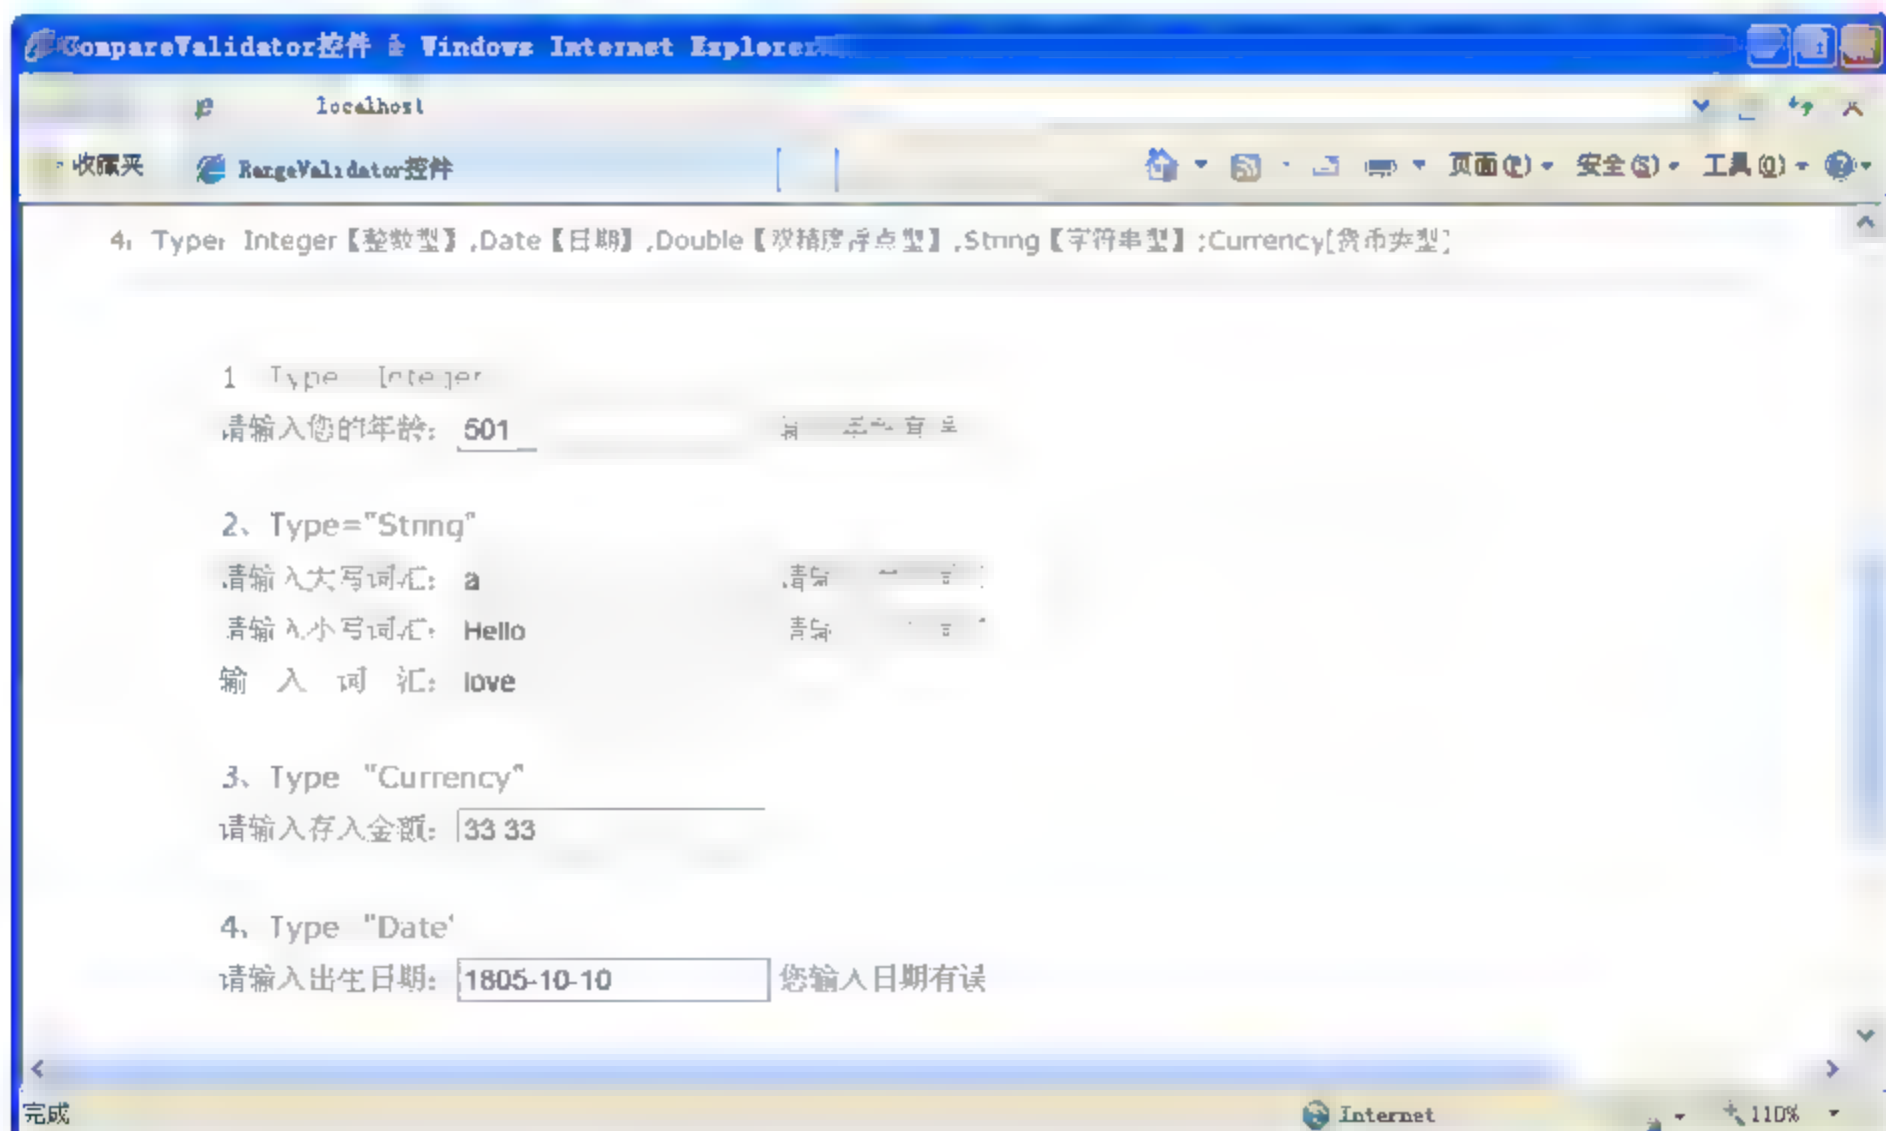 CompareValidator控件 Windows Internet Explorer
localhost
收藏夹 RangeValidator控件 页面(P) 安全(S) 工具(O)
4, Type: Integer【整数型】,Date【日期】,Double【双精度浮点型】,String【字符串型】;Currency[货币类型]
1 Type Integer
请输入您的年龄: 501
2、Type="String"
请输入大写词汇: a 请输
请输入小写词汇: Hello 请输
输 入 词 汇: love
3、Type "Currency"
请输入存入金额: 33 33
4、Type "Date"
请输入出生日期: 1805-10-10 您输入日期有误
完成 Internet 110%